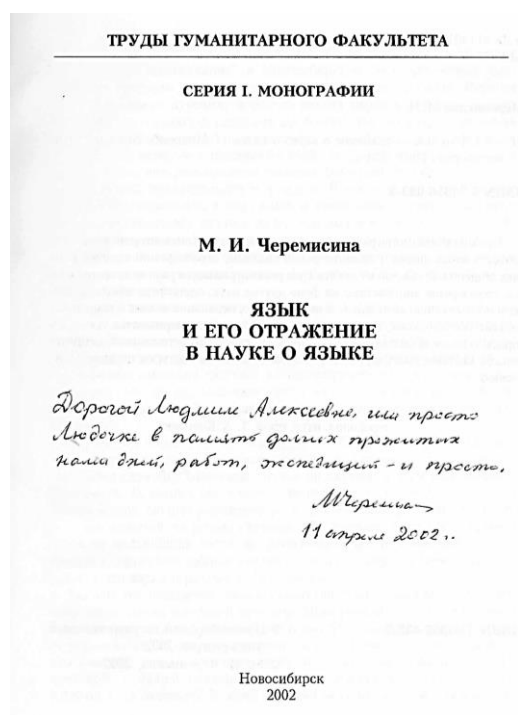 ТРУДЫ ГУМАНИТАРНОГО ФАКУЛЬТЕТА
СЕРИЯ I. МОНОГРАФИИ
М. И. Черемисина
ЯЗЫК
И ЕГО ОТРАЖЕНИЕ
В НАУКЕ О ЯЗЫКЕ
Дорогой Людмиле Алексеевне, или просто
Людочке в память долгих прожитых
нами дней, работ, экспедиций – и просто.
МЧеремис
11 апреля 2002 г.
Новосибирск
2002